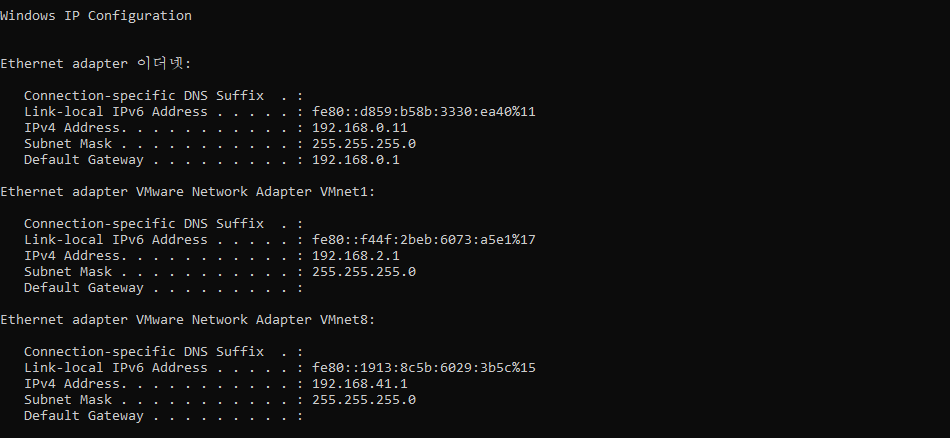 Windows IP Configuration
Ethernet adapter 이더넷:
Connection-specific DNS Suffix  . :
Link-local IPv6 Address . . . . . : fe80::d859:b58b:3330:ea40%11
IPv4 Address. . . . . . . . . . . : 192.168.0.11
Subnet Mask . . . . . . . . . . . : 255.255.255.0
Default Gateway . . . . . . . . . : 192.168.0.1
Ethernet adapter VMware Network Adapter VMnet1:
Connection-specific DNS Suffix  . :
Link-local IPv6 Address . . . . . : fe80::f44f:2beb:6073:a5e1%17
IPv4 Address. . . . . . . . . . . : 192.168.2.1
Subnet Mask . . . . . . . . . . . : 255.255.255.0
Default Gateway . . . . . . . . . :
Ethernet adapter VMware Network Adapter VMnet8:
Connection-specific DNS Suffix  . :
Link-local IPv6 Address . . . . . : fe80::1913:8c5b:6029:3b5c%15
IPv4 Address. . . . . . . . . . . : 192.168.41.1
Subnet Mask . . . . . . . . . . . : 255.255.255.0
Default Gateway . . . . . . . . . :